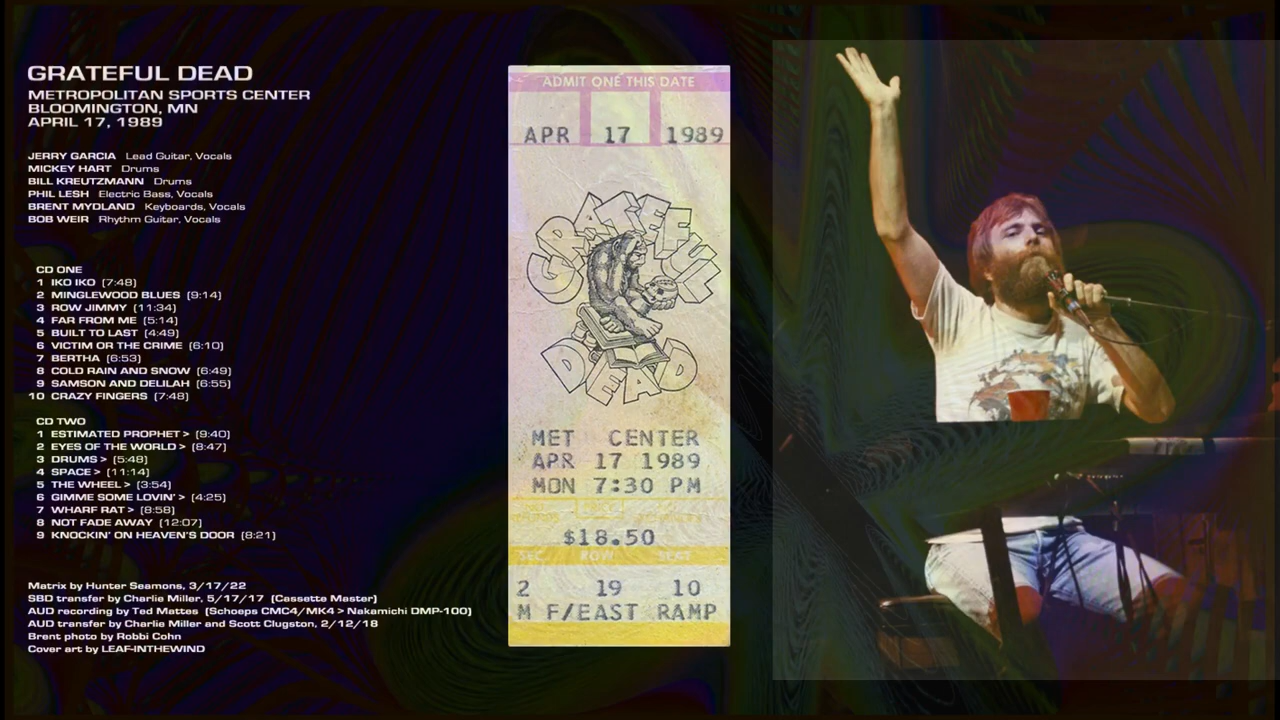 GRATEFUL DEAD
METROPOLITAN SPORTS CENTER
BLOOMINGTON, MN
APRIL 17, 1989
JERRY GARCIA Lead Guitar, Vocals
MICKEY HART Drums
BILL KREUTZMANN Drums
PHIL LESH Electric Bass, Vocals
BRENT MYDLAND Keyboards, Vocals
BOB WEIR Rhythm Guitar, Vocals
CD ONE
1 IKO IKO (7:48)
2 MINGLEWOOD BLUES (9:14)
3 ROW JIMMY (11:34)
4 FAR FROM ME (5:14)
5 BUILT TO LAST (4:49)
6 VICTIM OR THE CRIME (6:10)
7 BERTHA (6:53)
8 COLD RAIN AND SNOW (6:49)
9 SAMSON AND DELILAH (6:55)
10 CRAZY FINGERS (7:48)
CD TWO
1 ESTIMATED PROPHET > (9:40)
2 EYES OF THE WORLD > (8:47)
3 DRUMS > (5:48)
4 SPACE > (11:14)
5 THE WHEEL > (3:54)
6 GIMME SOME LOVIN' > (4:25)
7 WHARF RAT > (8:58)
8 NOT FADE AWAY (12:07)
9 KNOCKIN' ON HEAVEN'S DOOR (8:21)
Matrix by Hunter Seamons, 3/17/22
SBD transfer by Charlie Miller, 5/17/17 (Cassette Master)
AUD recording by Ted Mattes (Schoeps CMC4/MK4 > Nakamichi DMP-100)
AUD transfer by Charlie Miller and Scott Clugston, 2/12/18
Brent photo by Robbi Cohn
Cover art by LEAF-INTHEWIND
ADMIT ONE THIS DATE
APR 17 1989
GRATEFUL
DEAD
MET CENTER
APR 17 1989
MON 7:30 PM
$18.50
SEC ROW SEAT
2 19 10
M F/EAST RAMP